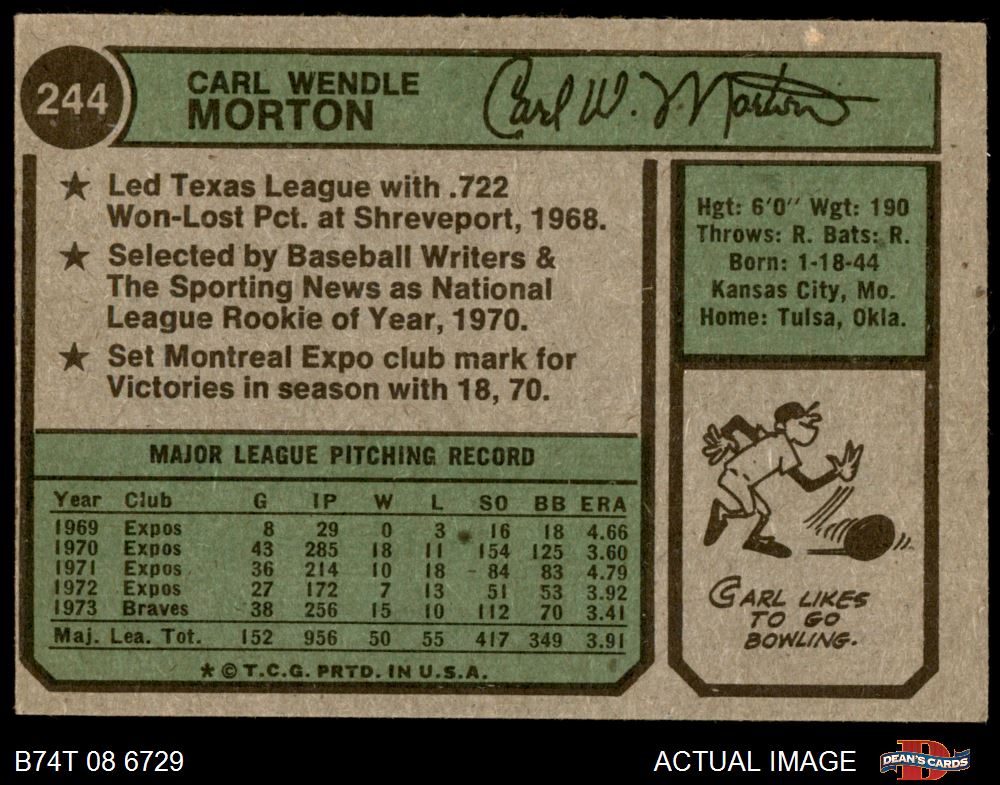 244
CARL WENDLE
MORTON
Carl W. Morton
★ Led Texas League with .722
Won-Lost Pct. at Shreveport, 1968.
★ Selected by Baseball Writers &
The Sporting News as National
League Rookie of Year, 1970.
★ Set Montreal Expo club mark for
Victories in season with 18, 70.
Hgt: 6'0" Wgt: 190
Throws: R. Bats: R.
Born: 1-18-44
Kansas City, Mo.
Home: Tulsa, Okla.
MAJOR LEAGUE PITCHING RECORD
Year Club G IP W L SO BB ERA
1969 Expos 8 29 0 3 16 18 4.66
1970 Expos 43 285 18 11 154 125 3.60
1971 Expos 36 214 10 18 84 83 4.79
1972 Expos 27 172 7 13 51 53 3.92
1973 Braves 38 256 15 10 112 70 3.41
Maj. Lea. Tot. 152 956 50 55 417 349 3.91
★ © T.C.G. PRTD. IN U.S.A.
CARL LIKES
TO GO
BOWLING.
B74T 08 6729
ACTUAL IMAGE
D
DEAN'S CARDS